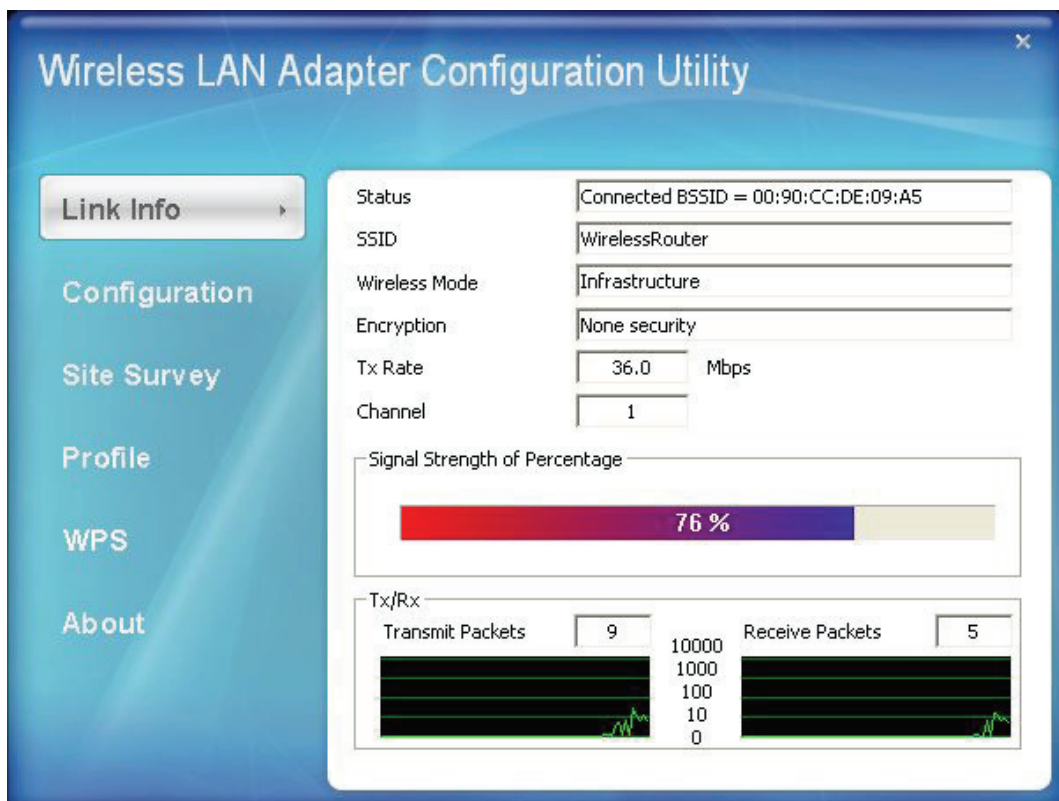 Wireless LAN Adapter Configuration Utility
Link Info
Configuration
Site Survey
Profile
WPS
About
Status Connected BSSID = 00:90:CC:DE:09:A5
SSID WirelessRouter
Wireless Mode Infrastructure
Encryption None security
Tx Rate 36.0 Mbps
Channel 1
Signal Strength of Percentage
76 %
Tx/Rx
Transmit Packets 9
10000
1000
100
10
0
Receive Packets 5